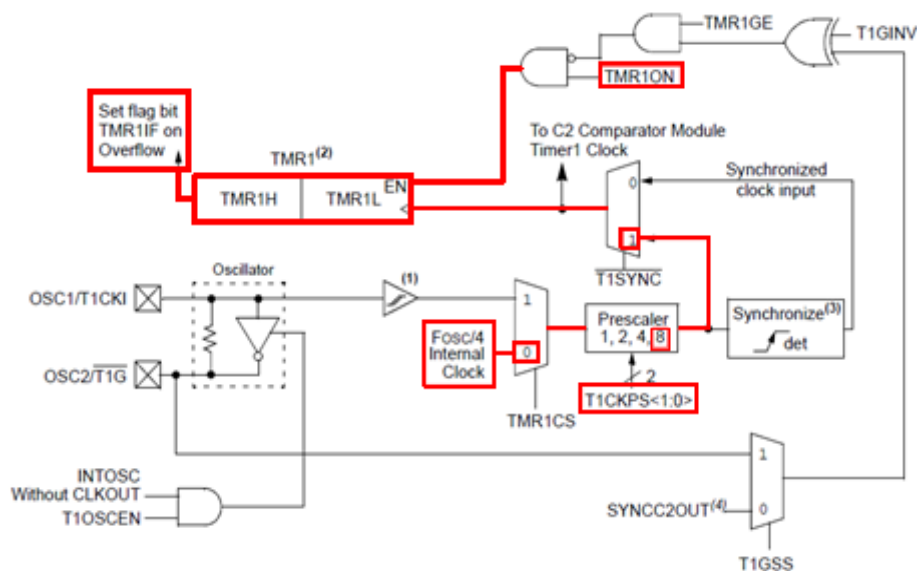 TMR1GE
T1GINV
TMR1ON
Set flag bit
TMR1IF on
Overflow
To C2 Comparator Module
Timer1 Clock
TMR1(2)
EN
TMR1H
TMR1L
0
Synchronized
clock input
1
T1SYNC
Oscillator
(1)
OSC1/T1CKI
1
Prescaler
1, 2, 4, 8
Synchronize(3)
det
FOSC/4
Internal
Clock
0
OSC2/T1G
2
T1CKPS<1:0>
TMR1CS
INTOSC
Without CLKOUT
T1OSCEN
1
SYNCC2OUT(4)
0
T1GSS